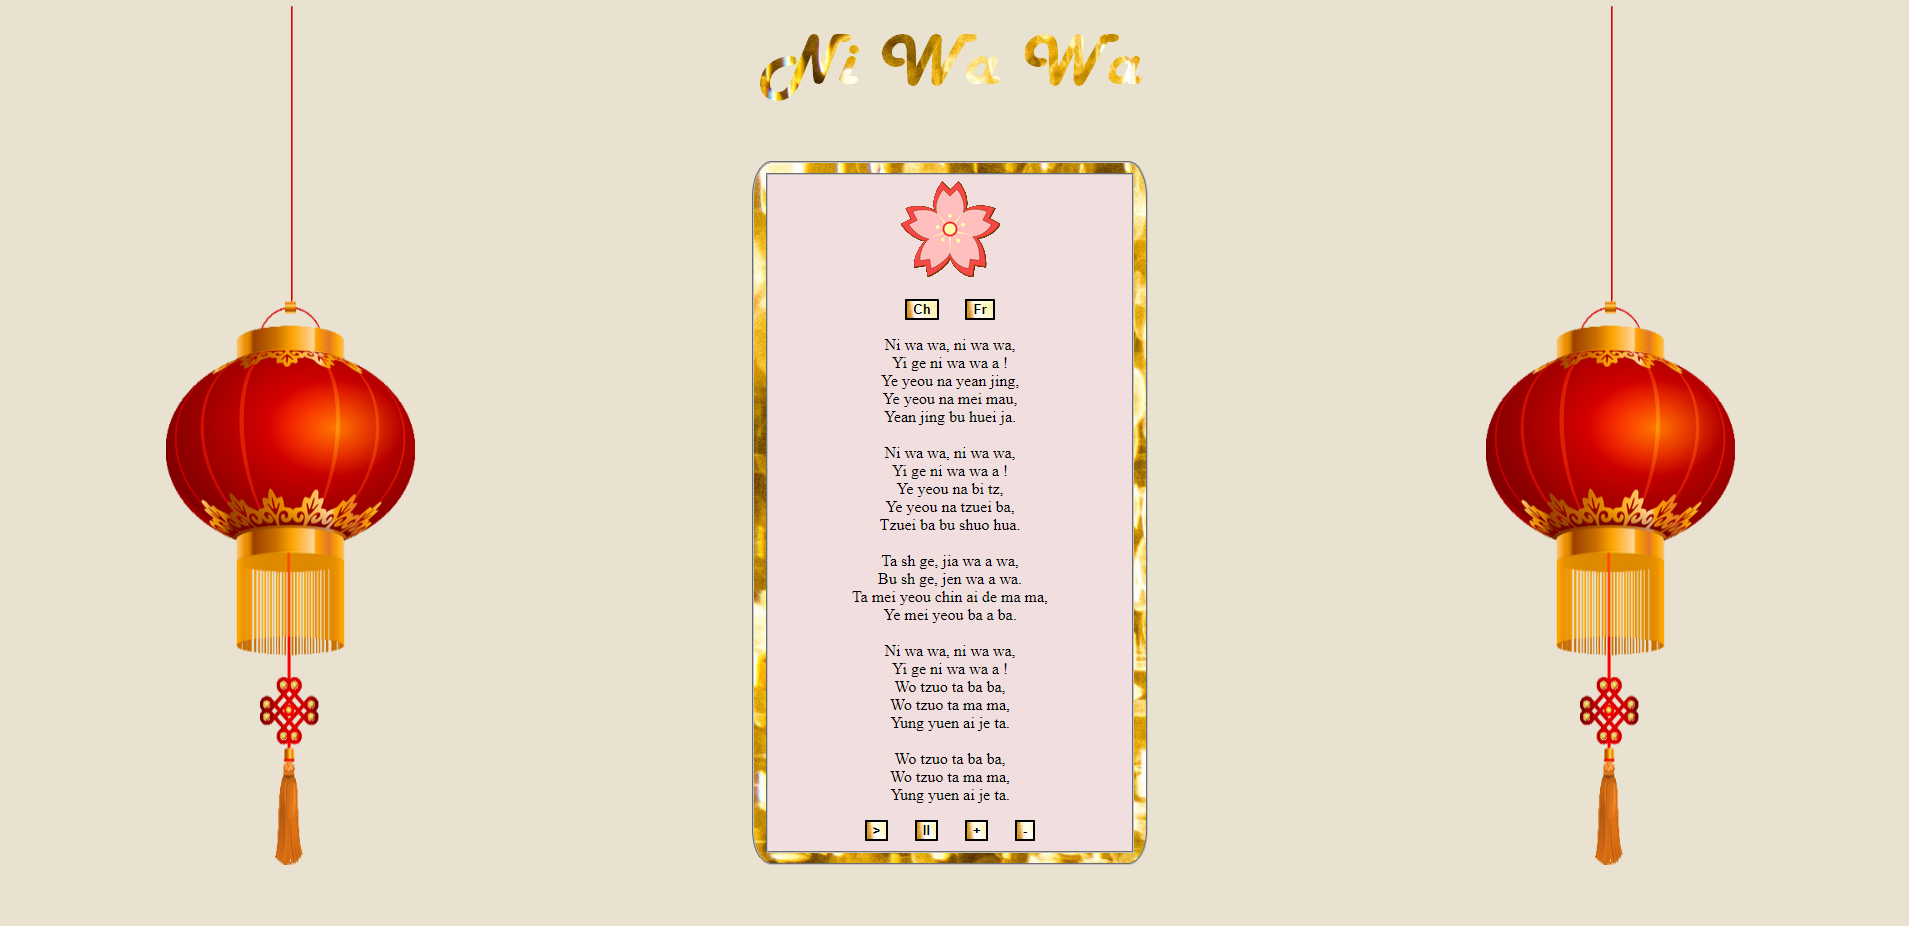 Ni Wa Wa
Ch Fr
Ni wa wa, ni wa wa,
Yi ge ni wa wa a !
Ye yeou na yean jing,
Ye yeou na mei mau,
Yean jing bu huei ja.
Ni wa wa, ni wa wa,
Yi ge ni wa wa a !
Ye yeou na bi tz,
Ye yeou na tzuei ba,
Tzuei ba bu shuo hua.
Ta sh ge, jia wa a wa,
Bu sh ge, jen wa a wa.
Ta mei yeou chin ai de ma ma,
Ye mei yeou ba a ba.
Ni wa wa, ni wa wa,
Yi ge ni wa wa a !
Wo tzuo ta ba ba,
Wo tzuo ta ma ma,
Yung yuen ai je ta.
Wo tzuo ta ba ba,
Wo tzuo ta ma ma,
Yung yuen ai je ta.
> || + -